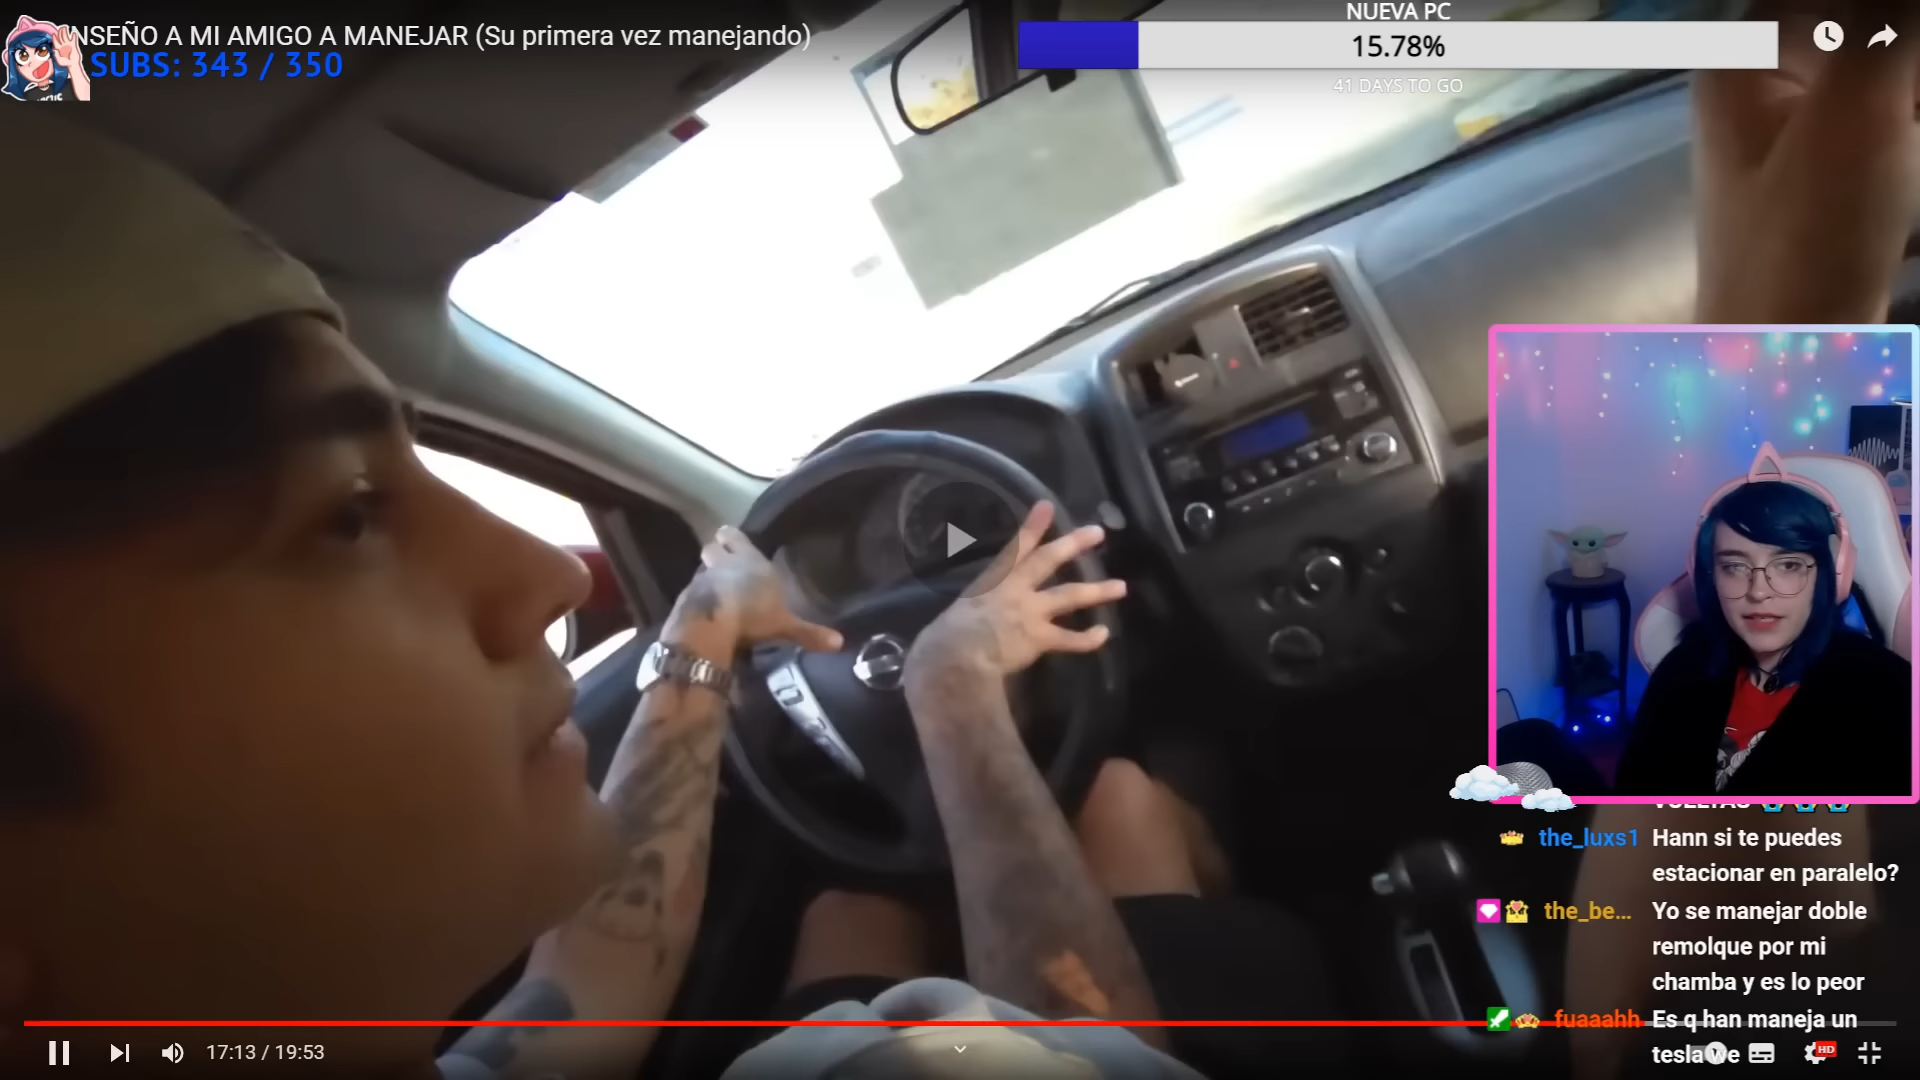 NSEÑO A MI AMIGO A MANEJAR (Su primera vez manejando)
SUBS: 343 / 350
NUEVA PC
15.78%
41 DAYS TO GO
the_luxs1 Hann si te puedes
estacionar en paralelo?
the_be... Yo se manejar doble
remolque por mi
chamba y es lo peor
fuaaahh Es q han maneja un
tesla we
17:13 / 19:53
HD